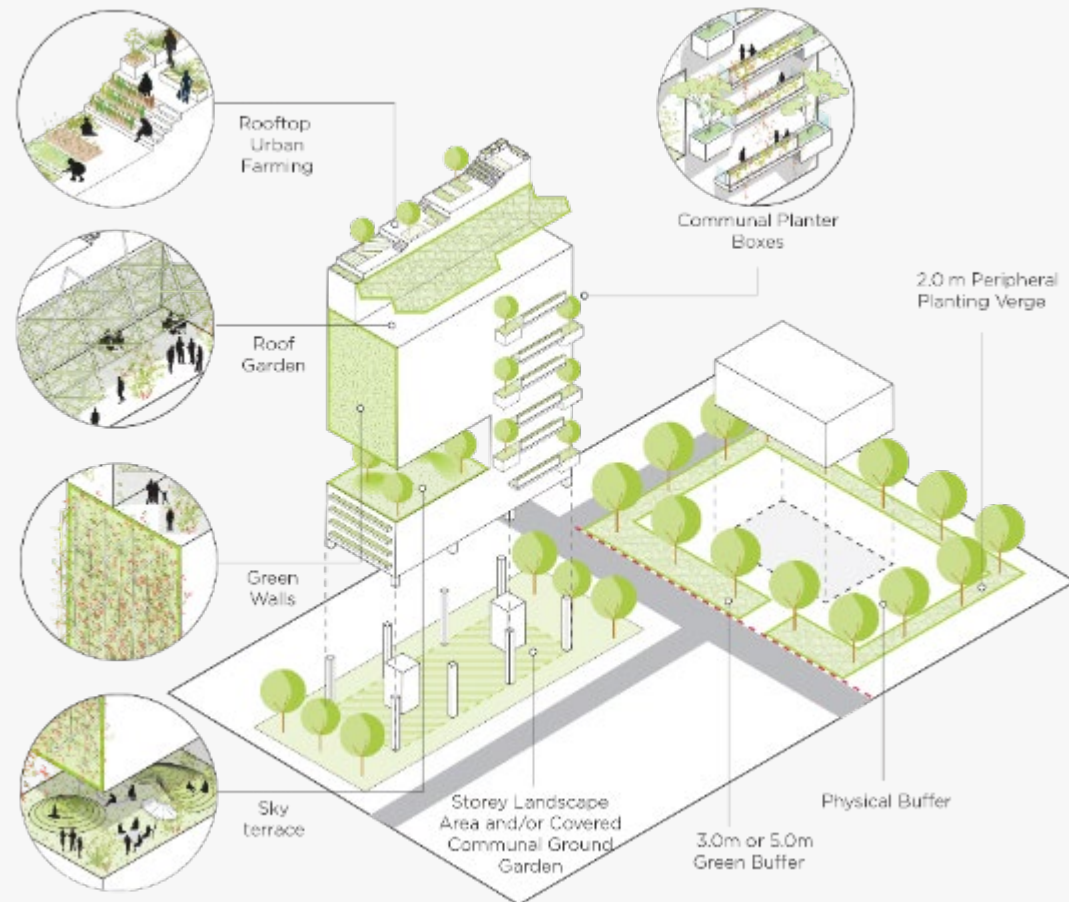 Rooftop
Urban
Farming
Communal Planter
Boxes
2.0 m Peripheral
Planting Verge
Roof
Garden
Green
Walls
Sky
terrace
Storey Landscape
Area and/or Covered
Communal Ground
Garden
3.0m or 5.0m
Green Buffer
Physical Buffer